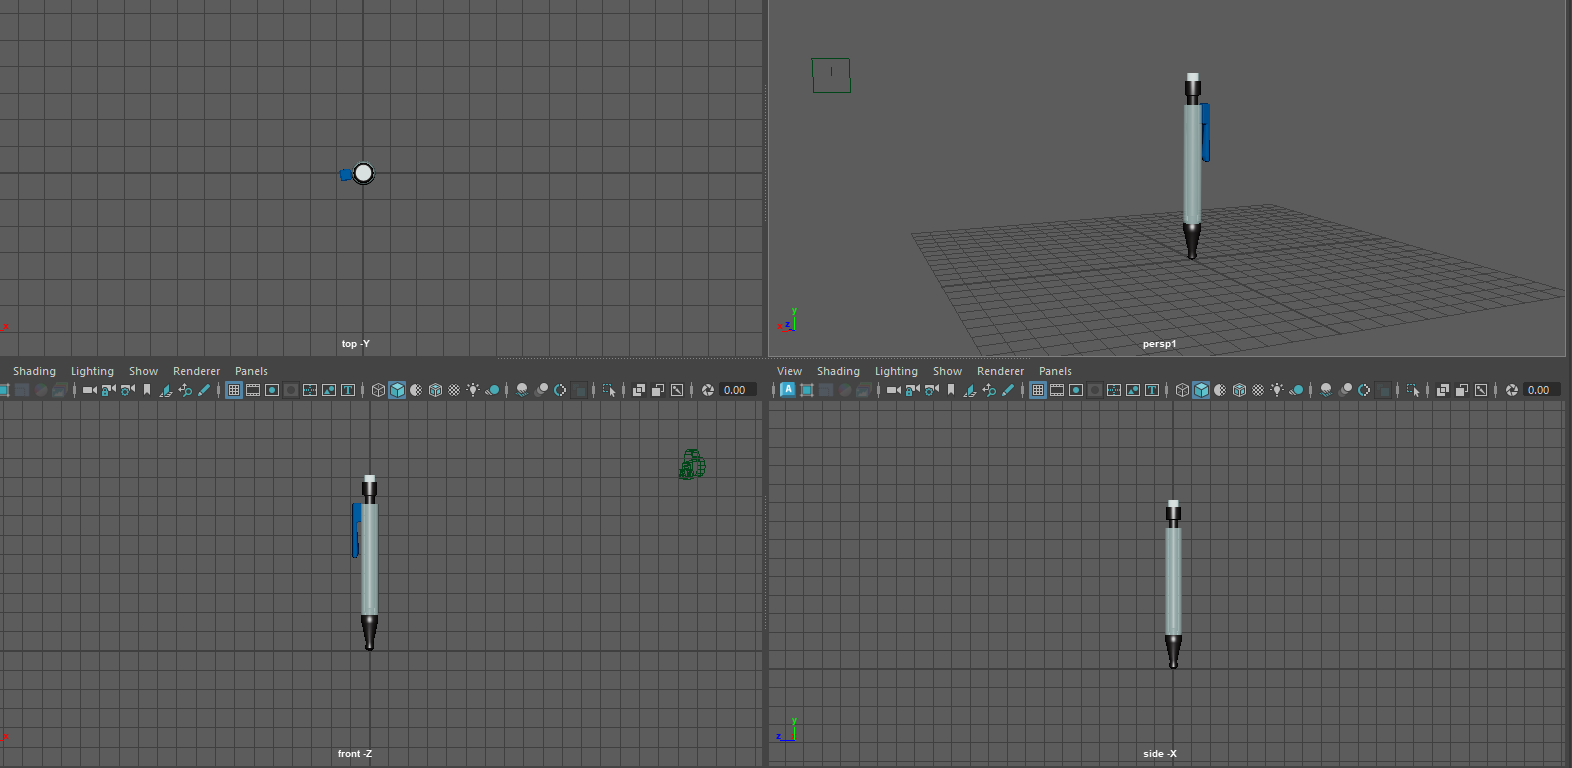 x
top -Y
y
x z
persp1
Shading Lighting Show Renderer Panels
0.00
View Shading Lighting Show Renderer Panels
A
0.00
x
front -Z
y
z
side -X